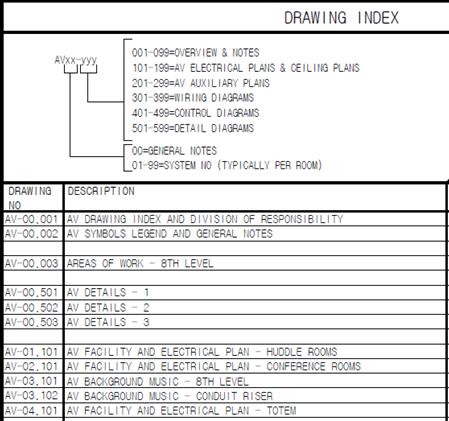 DRAWING INDEX
AVxx-yyy
001-099=OVERVIEW & NOTES
101-199=AV ELECTRICAL PLANS & CEILING PLANS
201-299=AV AUXILIARY PLANS
301-399=WIRING DIAGRAMS
401-499=CONTROL DIAGRAMS
501-599=DETAIL DIAGRAMS
00=GENERAL NOTES
01-99=SYSTEM NO (TYPICALLY PER ROOM)
DRAWING NO DESCRIPTION
AV-00.001 AV DRAWING INDEX AND DIVISION OF RESPONSIBILITY
AV-00.002 AV SYMBOLS LEGEND AND GENERAL NOTES
AV-00.003 AREAS OF WORK - 8TH LEVEL
AV-00.501 AV DETAILS - 1
AV-00.502 AV DETAILS - 2
AV-00.503 AV DETAILS - 3
AV-01.101 AV FACILITY AND ELECTRICAL PLAN - HUDDLE ROOMS
AV-02.101 AV FACILITY AND ELECTRICAL PLAN - CONFERENCE ROOMS
AV-03.101 AV BACKGROUND MUSIC - 8TH LEVEL
AV-03.102 AV BACKGROUND MUSIC - CONDUIT RISER
AV-04.101 AV FACILITY AND ELECTRICAL PLAN - TOTEM